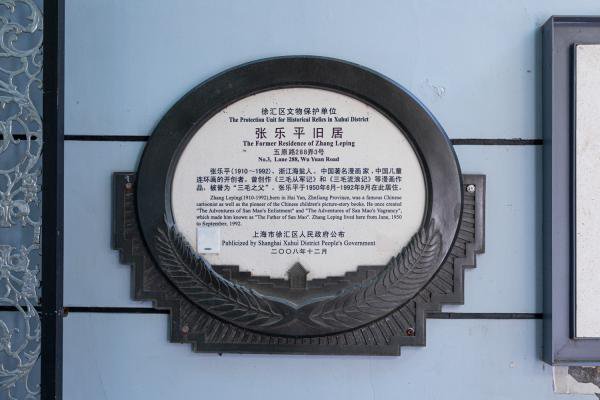 徐汇区文物保护单位
The Protection Unit for Historical Relics in Xuhui District
张乐平旧居
The Former Residence of Zhang Leping
五原路288弄3号
No.3, Lane 288, Wu Yuan Road
张乐平(1910～1992)，浙江海盐人。中国著名漫画家，中国儿童
连环画的开创者。曾创作《三毛从军记》和《三毛流浪记》等漫画作
品，被誉为“三毛之父”。张乐平于1950年6月-1992年9月在此居住。
Zhang Leping(1910-1992),born in Hai Yan, Zhejiang Province, was a famous Chinese
cartoonist as well as the pioneer of the Chinese children's picture-story books. He once created
"The Adventures of San Mao's Enlistment" and "The Adventures of San Mao's Vagrancy",
which made him known as "The Father of San Mao". Zhang Leping lived here from June, 1950
to September, 1992.
上海市徐汇区人民政府公布
Publicized by Shanghai Xuhui District People's Government
二〇〇八年十二月